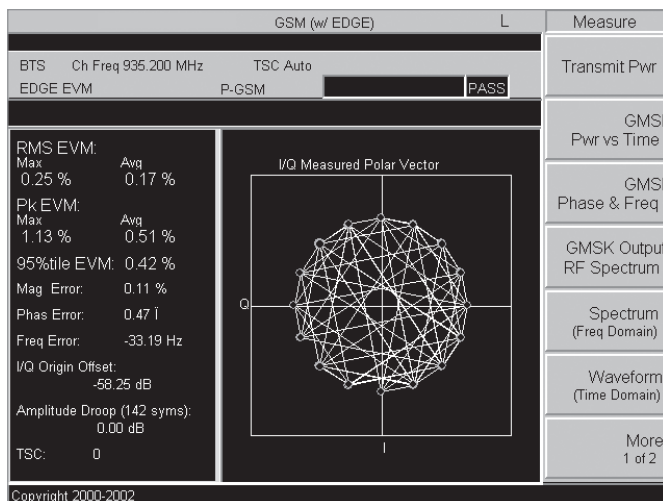 GSM (w/ EDGE) L Measure
BTS Ch Freq 935.200 MHz TSC Auto
EDGE EVM P-GSM PASS
RMS EVM:
Max Avg
0.25 % 0.17 %
Pk EVM:
Max Avg
1.13 % 0.51 %
95%tile EVM: 0.42 %
Mag Error: 0.11 %
Phas Error: 0.47 Ï
Freq Error: -33.19 Hz
I/Q Origin Offset:
-58.25 dB
Amplitude Droop (142 syms):
0.00 dB
TSC: 0
I/Q Measured Polar Vector
Q
I
Transmit Pwr
GMS
Pwr vs Time
GMS
Phase & Freq
GMSK Output
RF Spectrum
Spectrum
(Freq Domain)
Waveform
(Time Domain)
More
1 of 2
Copyright 2000-2002